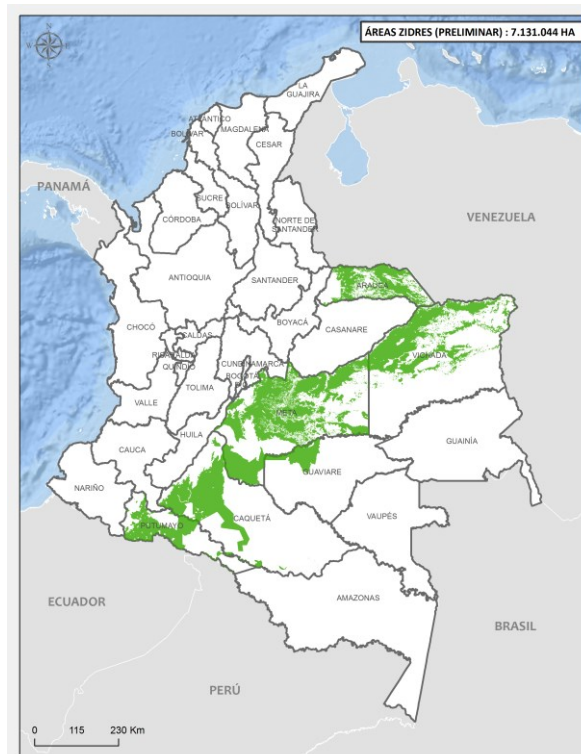 ÁREAS ZIDRES (PRELIMINAR) : 7.131.044 HA
N
W
E
S
LA
GUAJIRA
ATLÁNTICO
MAGDALENA
BOLÍVAR
CESAR
PANAMÁ
SUCRE
CÓRDOBA
BOLÍVAR
NORTE DE
SANTANDER
VENEZUELA
ANTIOQUIA
SANTANDER
ARAUCA
CHOCÓ
CALDAS
BOYACÁ
CASANARE
RISARALDA
QUINDÍO
CUNDINAMARCA
BOGOTÁ
D.C.
VICHADA
VALLE
TOLIMA
META
HUILA
CAUCA
GUAINÍA
GUAVIARE
NARIÑO
CAQUETÁ
VAUPÉS
PUTUMAYO
AMAZONAS
ECUADOR
BRASIL
PERÚ
0 115 230 Km